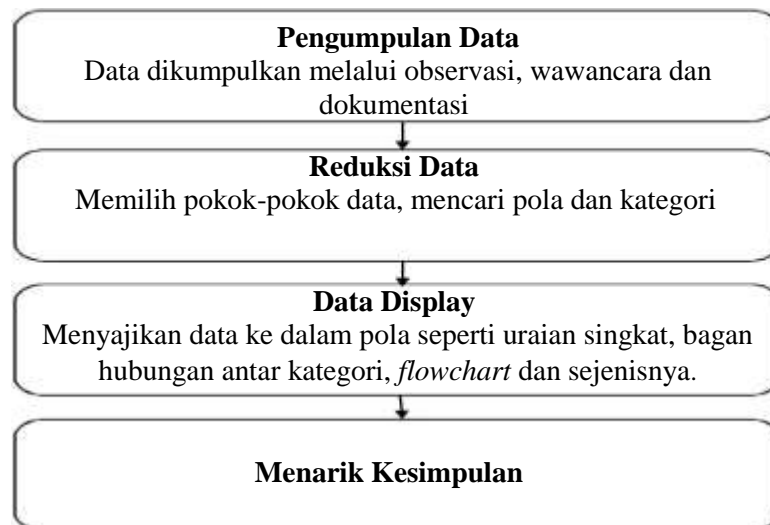 Pengumpulan Data
Data dikumpulkan melalui observasi, wawancara dan
dokumentasi
Reduksi Data
Memilih pokok-pokok data, mencari pola dan kategori
Data Display
Menyajikan data ke dalam pola seperti uraian singkat, bagan
hubungan antar kategori, flowchart dan sejenisnya.
Menarik Kesimpulan